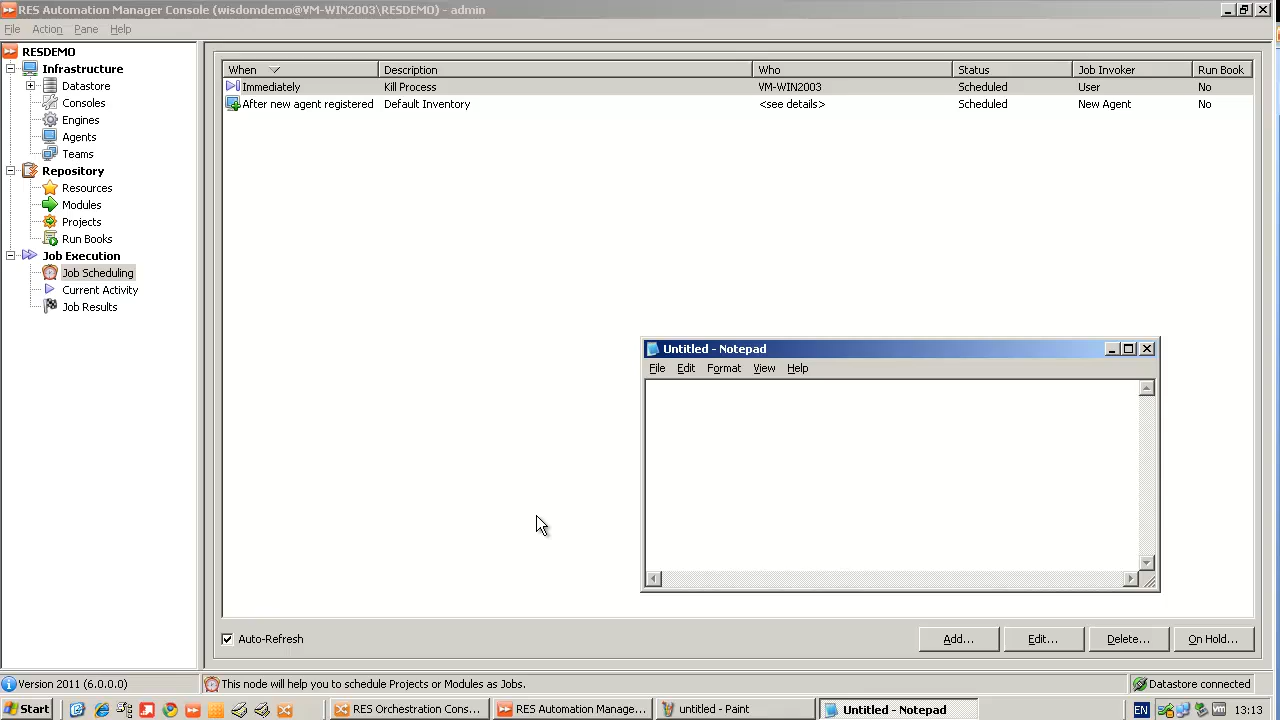 RES Automation Manager Console (wisdomdemo@VM-WIN2003\RESDEMO) - admin
File Action Pane Help
RESDEMO
Infrastructure
Datastore
Consoles
Engines
Agents
Teams
Repository
Resources
Modules
Projects
Run Books
Job Execution
Job Scheduling
Current Activity
Job Results
When Description Who Status Job Invoker Run Book
Immediately Kill Process VM-WIN2003 Scheduled User No
After new agent registered Default Inventory <see details> Scheduled New Agent No
Untitled - Notepad
File Edit Format View Help
Auto-Refresh Add... Edit... Delete... On Hold...
Version 2011 (6.0.0.0) This node will help you to schedule Projects or Modules as Jobs. Datastore connected
Start RES Orchestration Cons... RES Automation Manage... untitled - Paint Untitled - Notepad EN 13:13